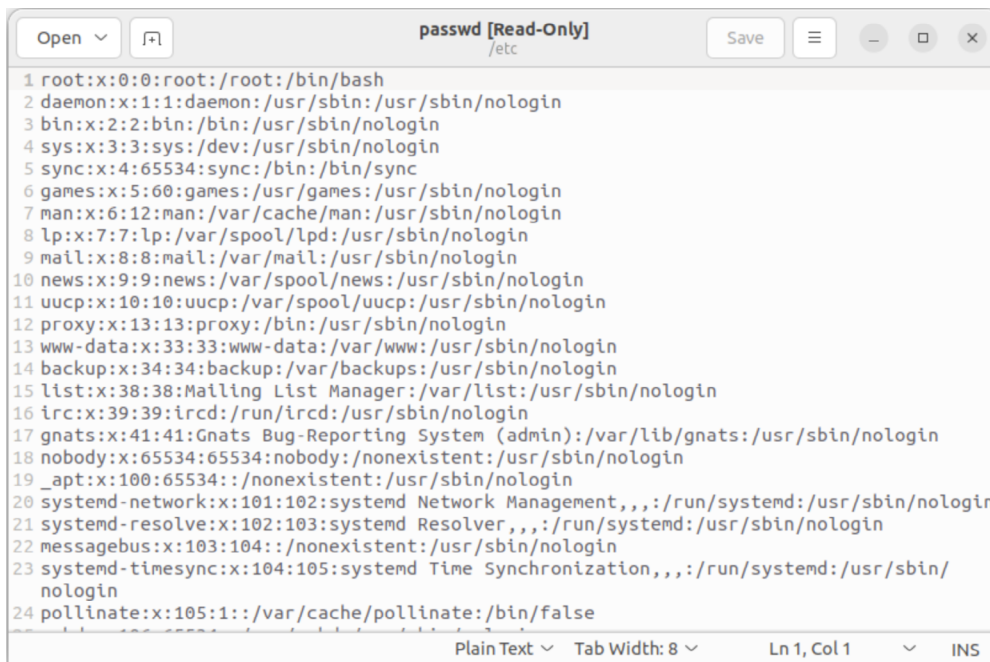 Open
passwd [Read-Only]
/etc
Save
1 root:x:0:0:root:/root:/bin/bash
2 daemon:x:1:1:daemon:/usr/sbin:/usr/sbin/nologin
3 bin:x:2:2:bin:/bin:/usr/sbin/nologin
4 sys:x:3:3:sys:/dev:/usr/sbin/nologin
5 sync:x:4:65534:sync:/bin:/bin/sync
6 games:x:5:60:games:/usr/games:/usr/sbin/nologin
7 man:x:6:12:man:/var/cache/man:/usr/sbin/nologin
8 lp:x:7:7:lp:/var/spool/lpd:/usr/sbin/nologin
9 mail:x:8:8:mail:/var/mail:/usr/sbin/nologin
10 news:x:9:9:news:/var/spool/news:/usr/sbin/nologin
11 uucp:x:10:10:uucp:/var/spool/uucp:/usr/sbin/nologin
12 proxy:x:13:13:proxy:/bin:/usr/sbin/nologin
13 www-data:x:33:33:www-data:/var/www:/usr/sbin/nologin
14 backup:x:34:34:backup:/var/backups:/usr/sbin/nologin
15 list:x:38:38:Mailing List Manager:/var/list:/usr/sbin/nologin
16 irc:x:39:39:ircd:/run/ircd:/usr/sbin/nologin
17 gnats:x:41:41:Gnats Bug-Reporting System (admin):/var/lib/gnats:/usr/sbin/nologin
18 nobody:x:65534:65534:nobody:/nonexistent:/usr/sbin/nologin
19 _apt:x:100:65534::/nonexistent:/usr/sbin/nologin
20 systemd-network:x:101:102:systemd Network Management,,,:/run/systemd:/usr/sbin/nologin
21 systemd-resolve:x:102:103:systemd Resolver,,,:/run/systemd:/usr/sbin/nologin
22 messagebus:x:103:104::/nonexistent:/usr/sbin/nologin
23 systemd-timesync:x:104:105:systemd Time Synchronization,,,:/run/systemd:/usr/sbin/
nologin
24 pollinate:x:105:1::/var/cache/pollinate:/bin/false
Plain Text Tab Width: 8 Ln 1, Col 1 INS